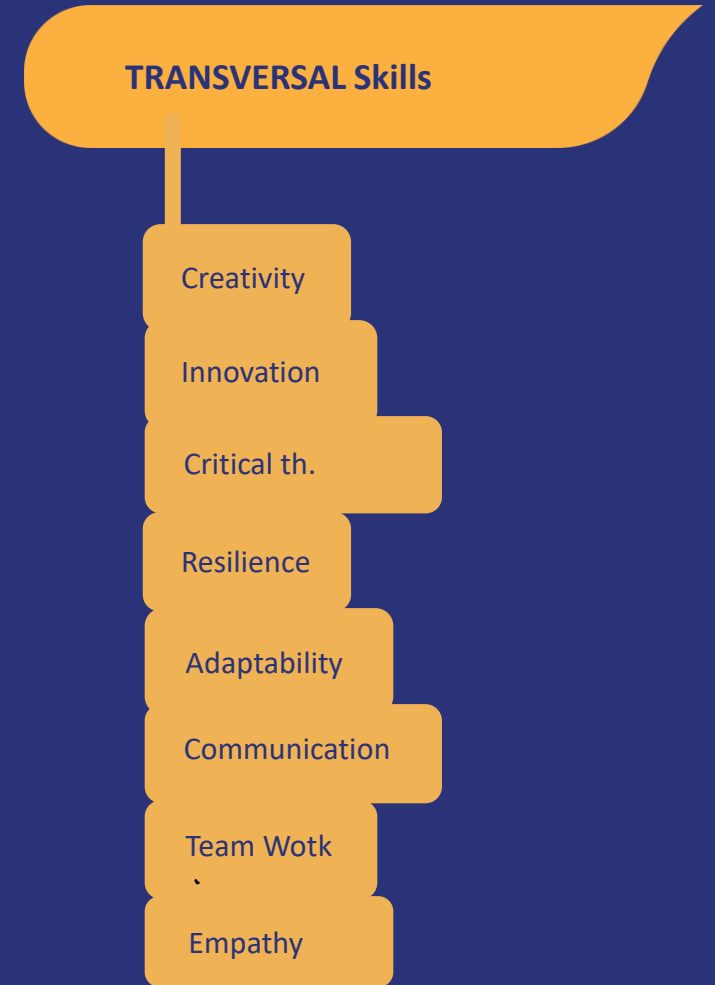 TRANSVERSAL Skills
Creativity
Innovation
Critical th.
Resilience
Adaptability
Communication
Team Wotk
Empathy